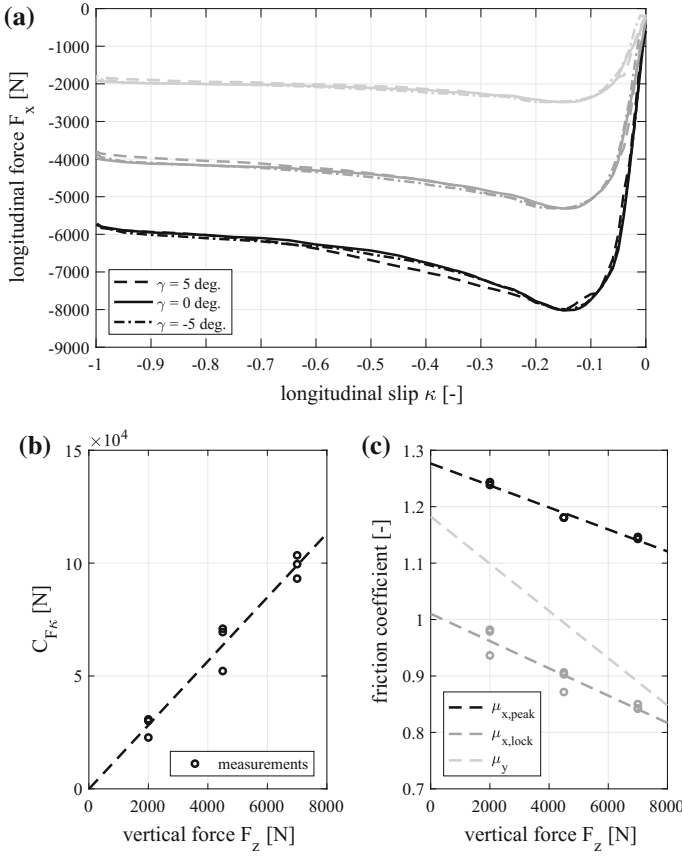 (a)
0
-1000
-2000
-3000
-4000
-5000
-6000
-7000
-8000
-9000
longitudinal force F_x [N]
γ = 5 deg.
γ = 0 deg.
γ = -5 deg.
-1 -0.9 -0.8 -0.7 -0.6 -0.5 -0.4 -0.3 -0.2 -0.1 0
longitudinal slip κ [-]
(b)
×10^4
15
10
5
0
C_Fκ [N]
measurements
0 2000 4000 6000 8000
vertical force F_z [N]
(c)
1.3
1.2
1.1
1
0.9
0.8
0.7
friction coefficient [-]
μ_x,peak
μ_x,lock
μ_y
0 2000 4000 6000 8000
vertical force F_z [N]